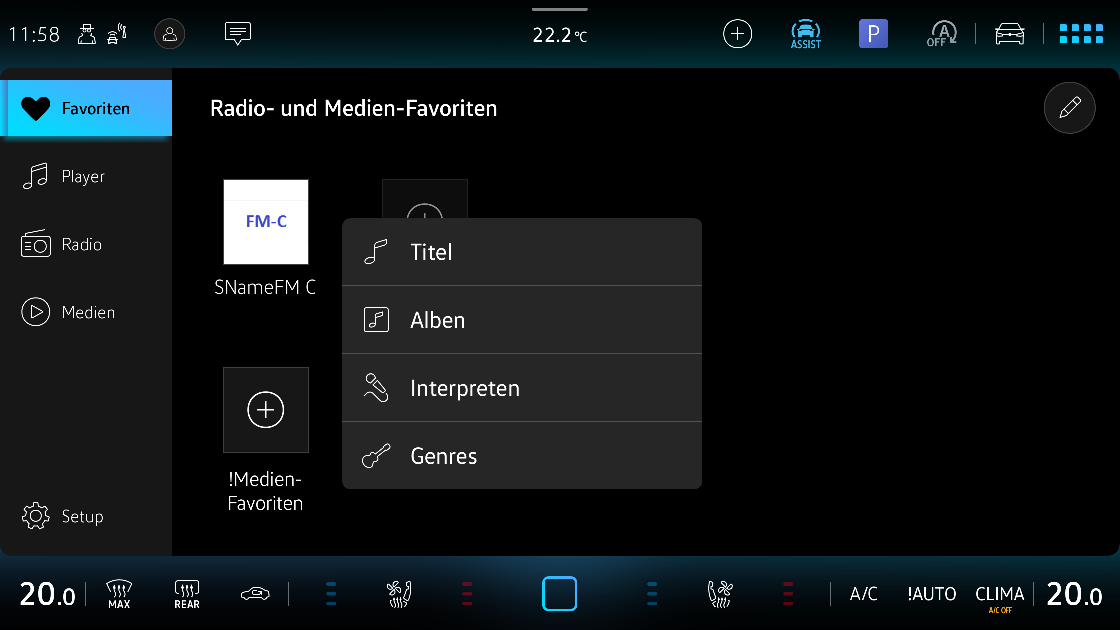 11:58
22.2°C
ASSIST
P
A
OFF
Favoriten
Radio- und Medien-Favoriten
Player
FM-C
Titel
Radio
SNameFM C
Medien
Alben
Interpreten
Genres
!Medien-
Favoriten
Setup
20.0
MAX
REAR
A/C
!AUTO
CLIMA
A/C OFF
20.0